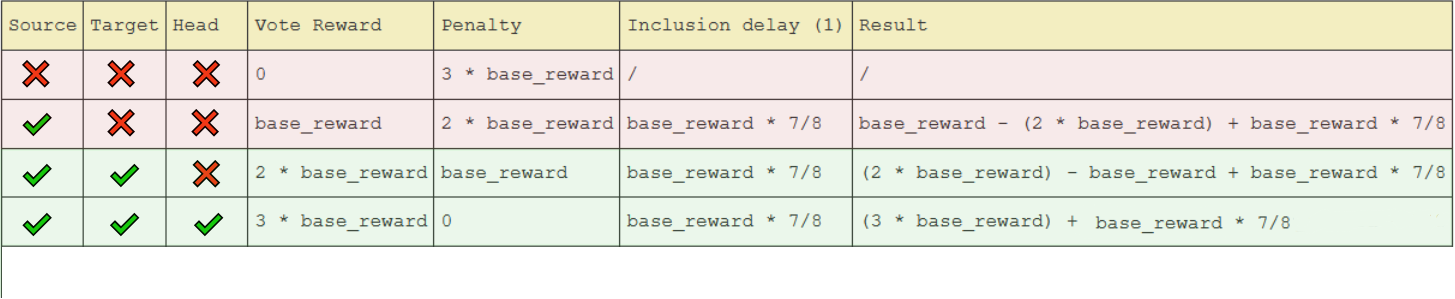 Source Target Head Vote Reward Penalty Inclusion delay (1) Result
0 3 * base_reward / /
base_reward 2 * base_reward base_reward * 7/8 base_reward - (2 * base_reward) + base_reward * 7/8
2 * base_reward base_reward base_reward * 7/8 (2 * base_reward) - base_reward + base_reward * 7/8
3 * base_reward 0 base_reward * 7/8 (3 * base_reward) + base_reward * 7/8